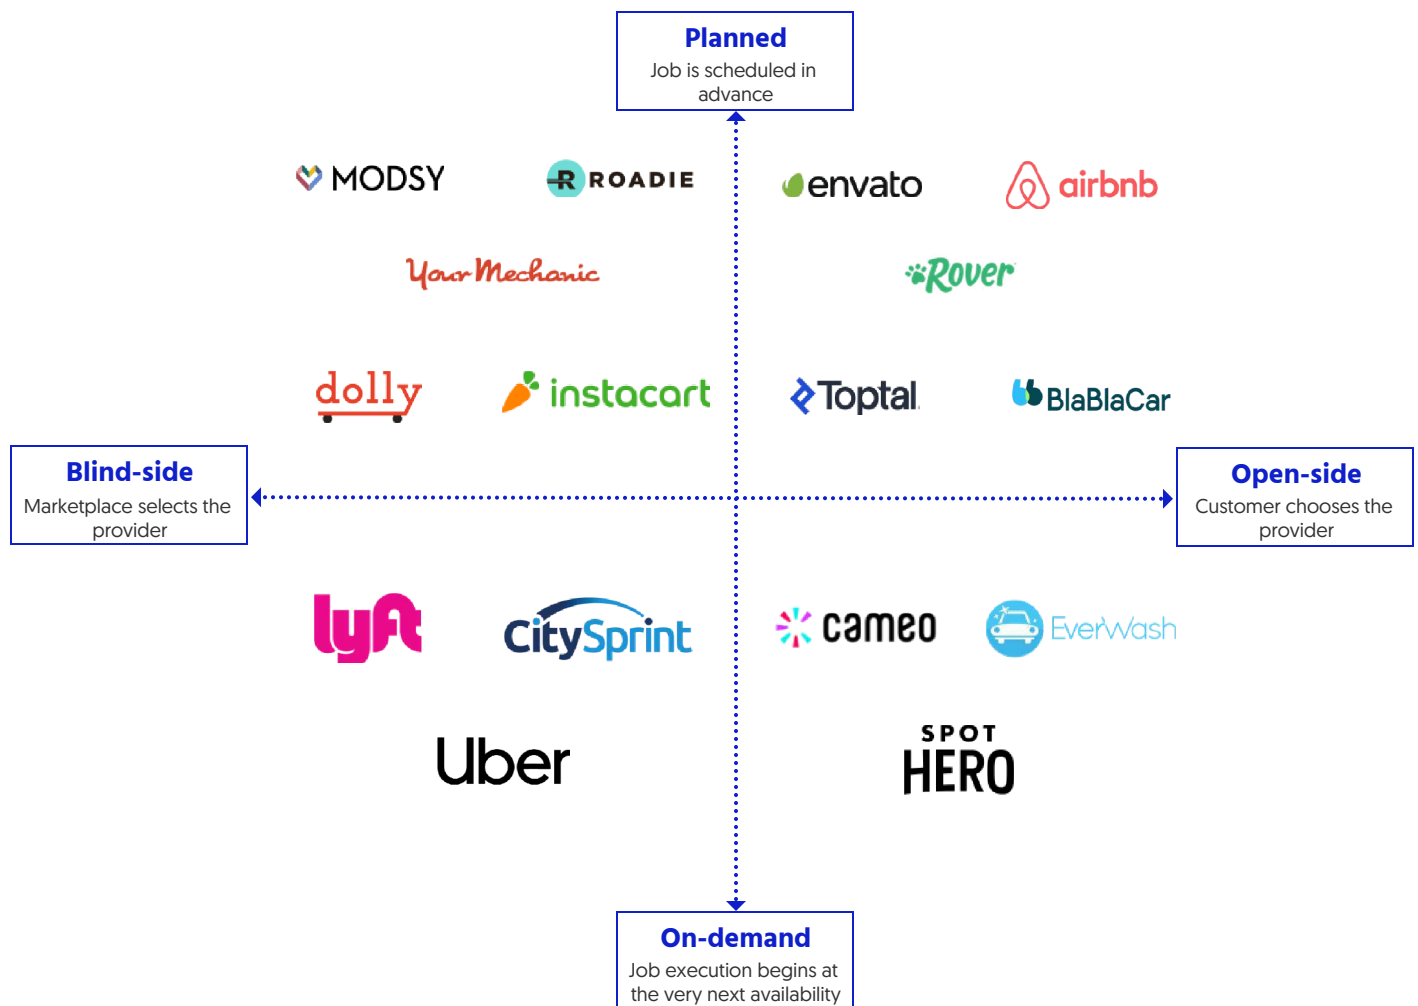 Planned
Job is scheduled in
advance
MODSY
ROADIE
envato
airbnb
Your Mechanic
Rover
dolly
instacart
Toptal
BlaBlaCar
Blind-side
Marketplace selects the
provider
Open-side
Customer chooses the
provider
lyft
CitySprint
cameo
EverWash
Uber
SPOT
HERO
On-demand
Job execution begins at
the very next availability